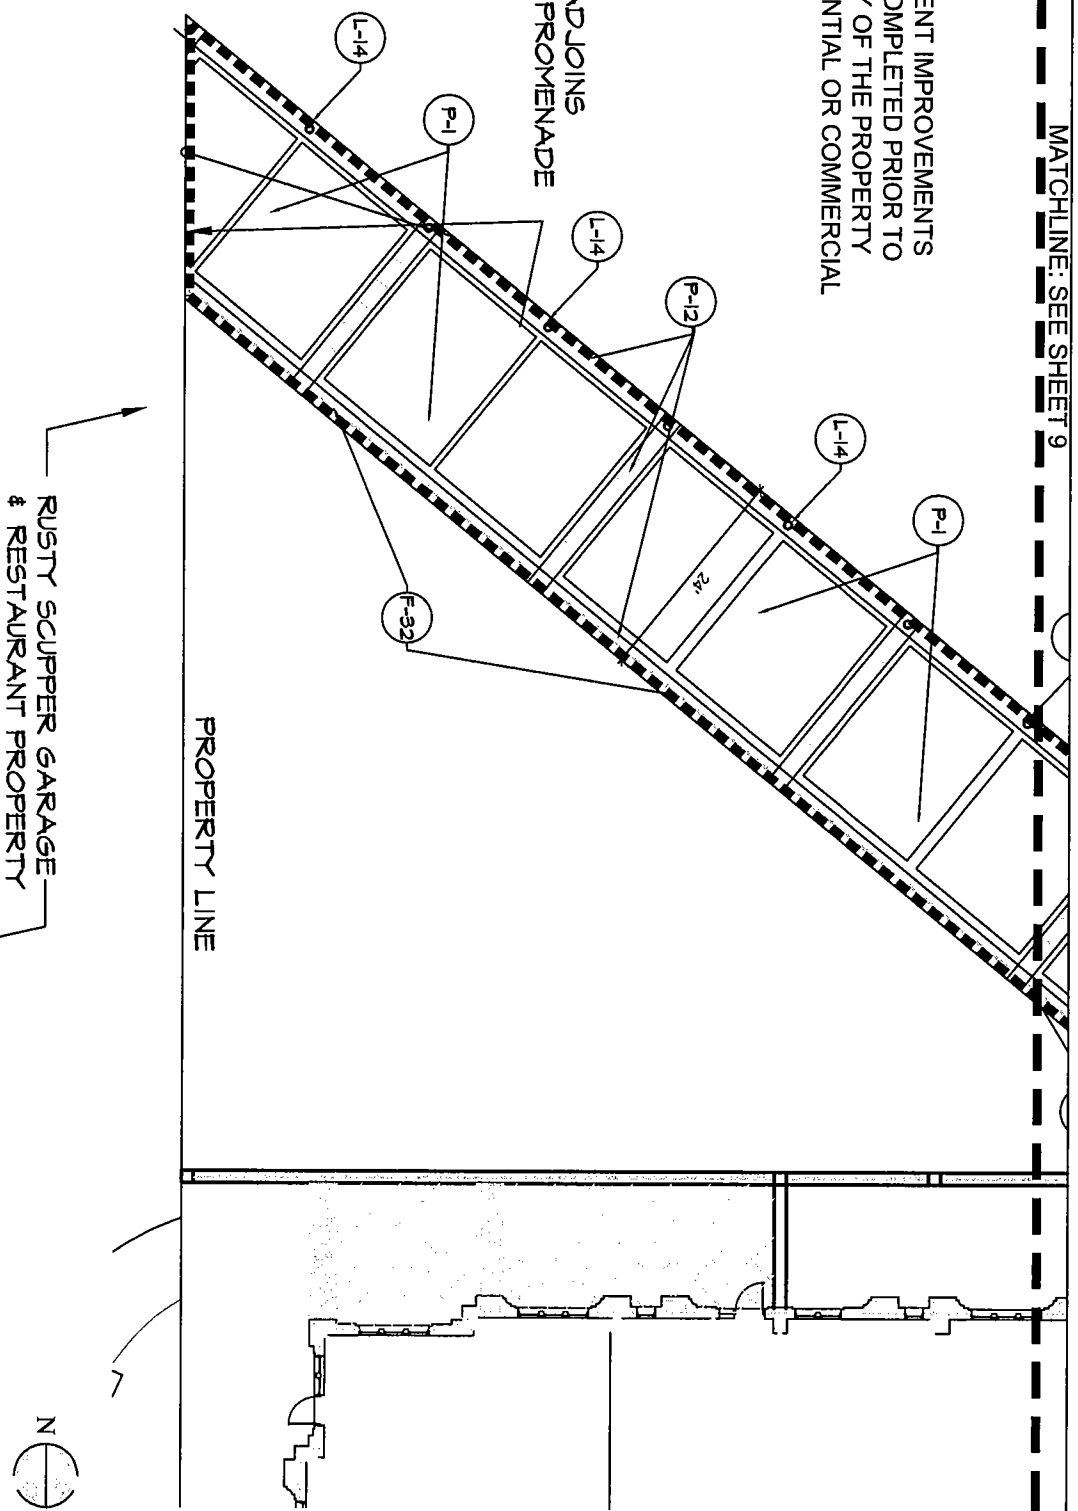 MATCHLINE: SEE SHEET 9
ENT IMPROVEMENTS
OMPLETED PRIOR TO
Y OF THE PROPERTY
NTIAL OR COMMERCIAL
ADJOINS
PROMENADE
L-14
P-1
L-14
P-12
L-14
P-1
24'
F-32
PROPERTY LINE
RUSTY SCUPPER GARAGE
& RESTAURANT PROPERTY
N